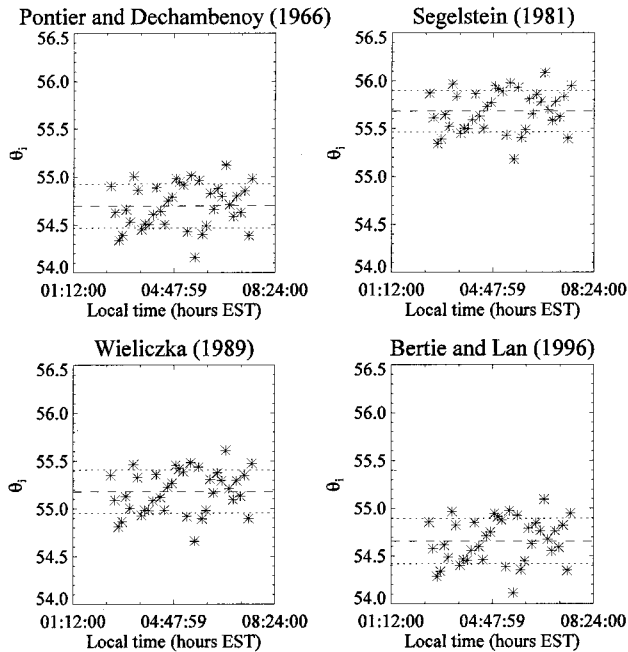 Pontier and Dechambenoy (1966)
56.5
56.0
55.5
55.0
54.5
54.0
θi
01:12:00 04:47:59 08:24:00
Local time (hours EST)
Segelstein (1981)
56.5
56.0
55.5
55.0
54.5
54.0
θi
01:12:00 04:47:59 08:24:00
Local time (hours EST)
Wieliczka (1989)
56.5
56.0
55.5
55.0
54.5
54.0
θi
01:12:00 04:47:59 08:24:00
Local time (hours EST)
Bertie and Lan (1996)
56.5
56.0
55.5
55.0
54.5
54.0
θi
01:12:00 04:47:59 08:24:00
Local time (hours EST)